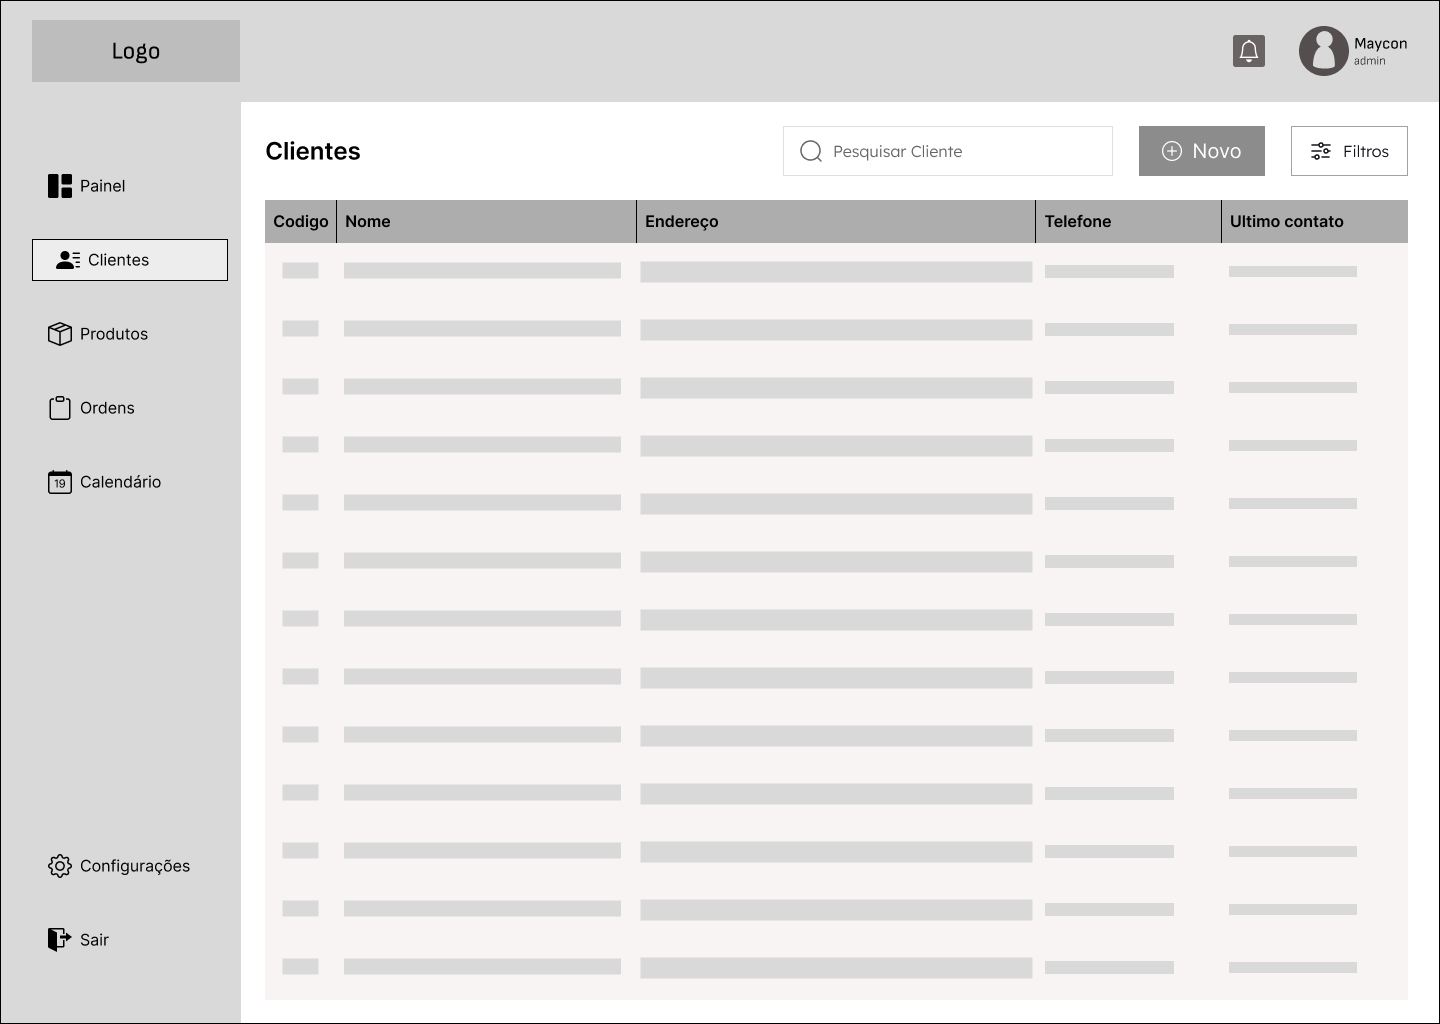 Logo
Maycon
admin
Clientes
Pesquisar Cliente
Novo
Filtros
Painel
Clientes
Produtos
Ordens
19
Calendário
Configurações
Sair
Codigo
Nome
Endereço
Telefone
Ultimo contato